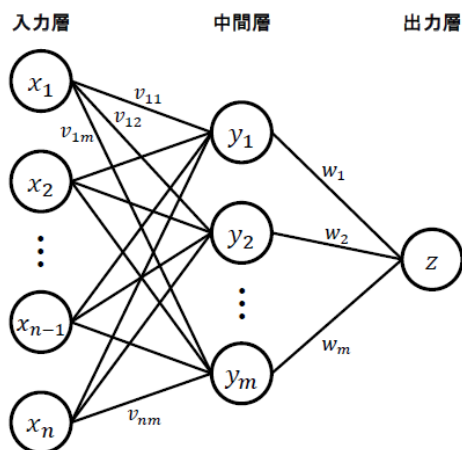 入力層 中間層 出力層
x₁
v₁₁
v₁₂
v₁ₘ
y₁
x₂
w₁
y₂
w₂
z
⋮
⋮
xₙ₋₁
yₘ
wₘ
vₙₘ
xₙ